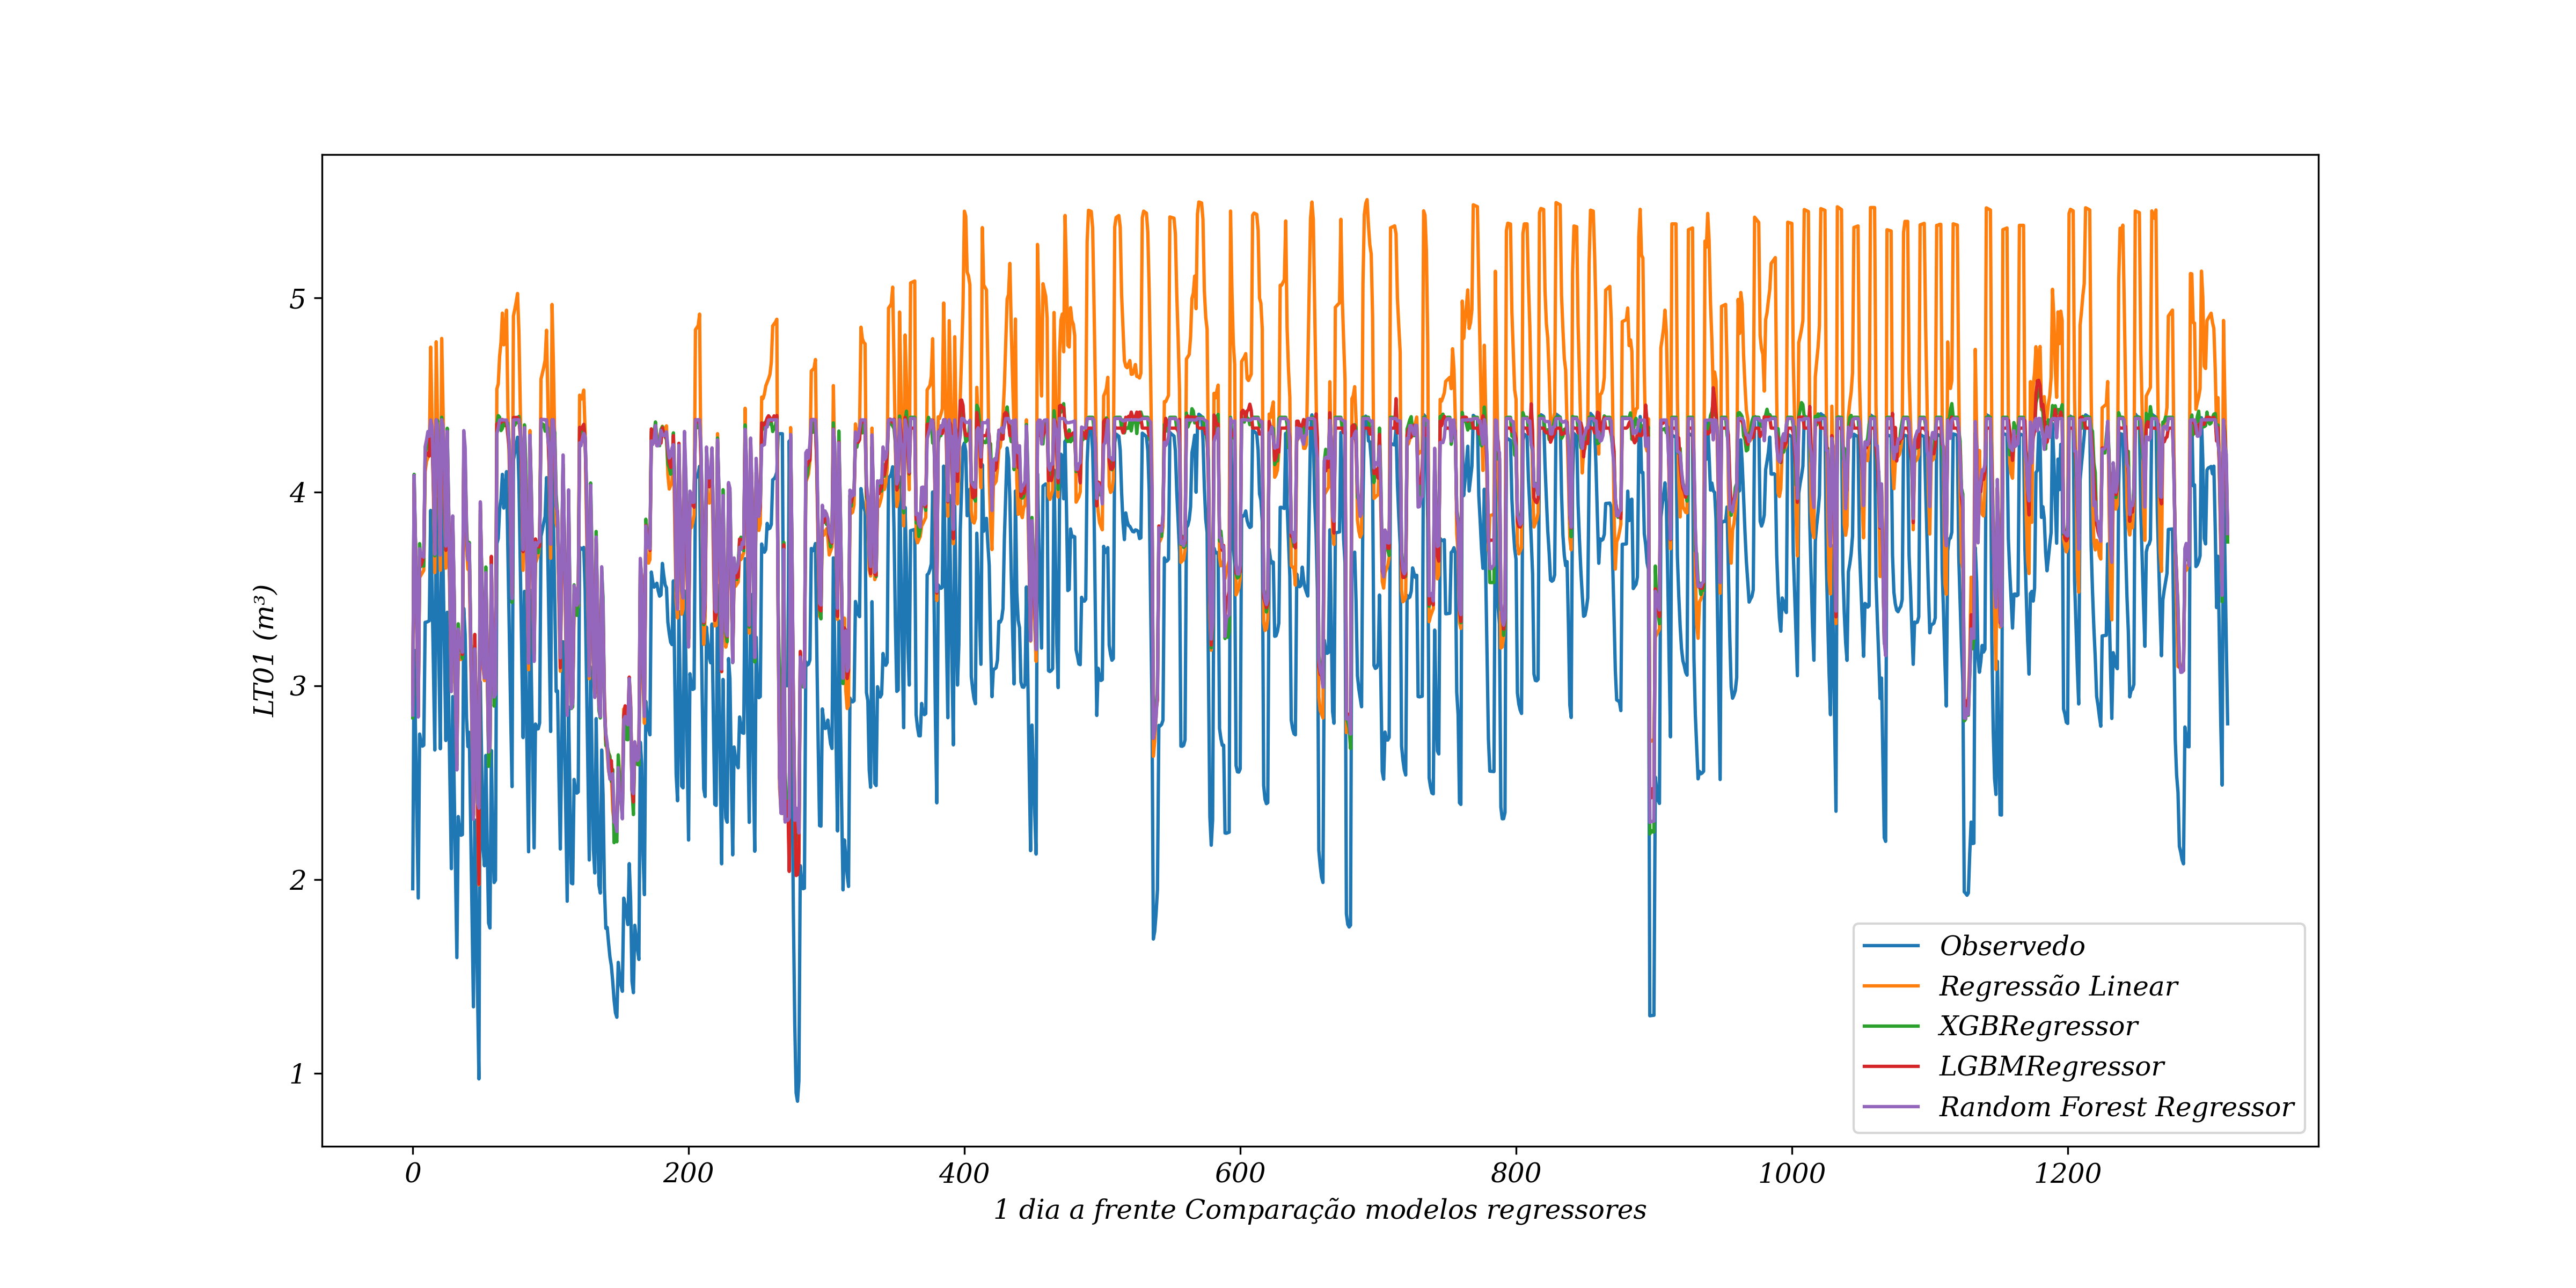 5
4
3
2
1
LT01 (m³)
0 200 400 600 800 1000 1200
1 dia a frente Comparação modelos regressores
Observedo
Regressão Linear
XGBRegressor
LGBMRegressor
Random Forest Regressor